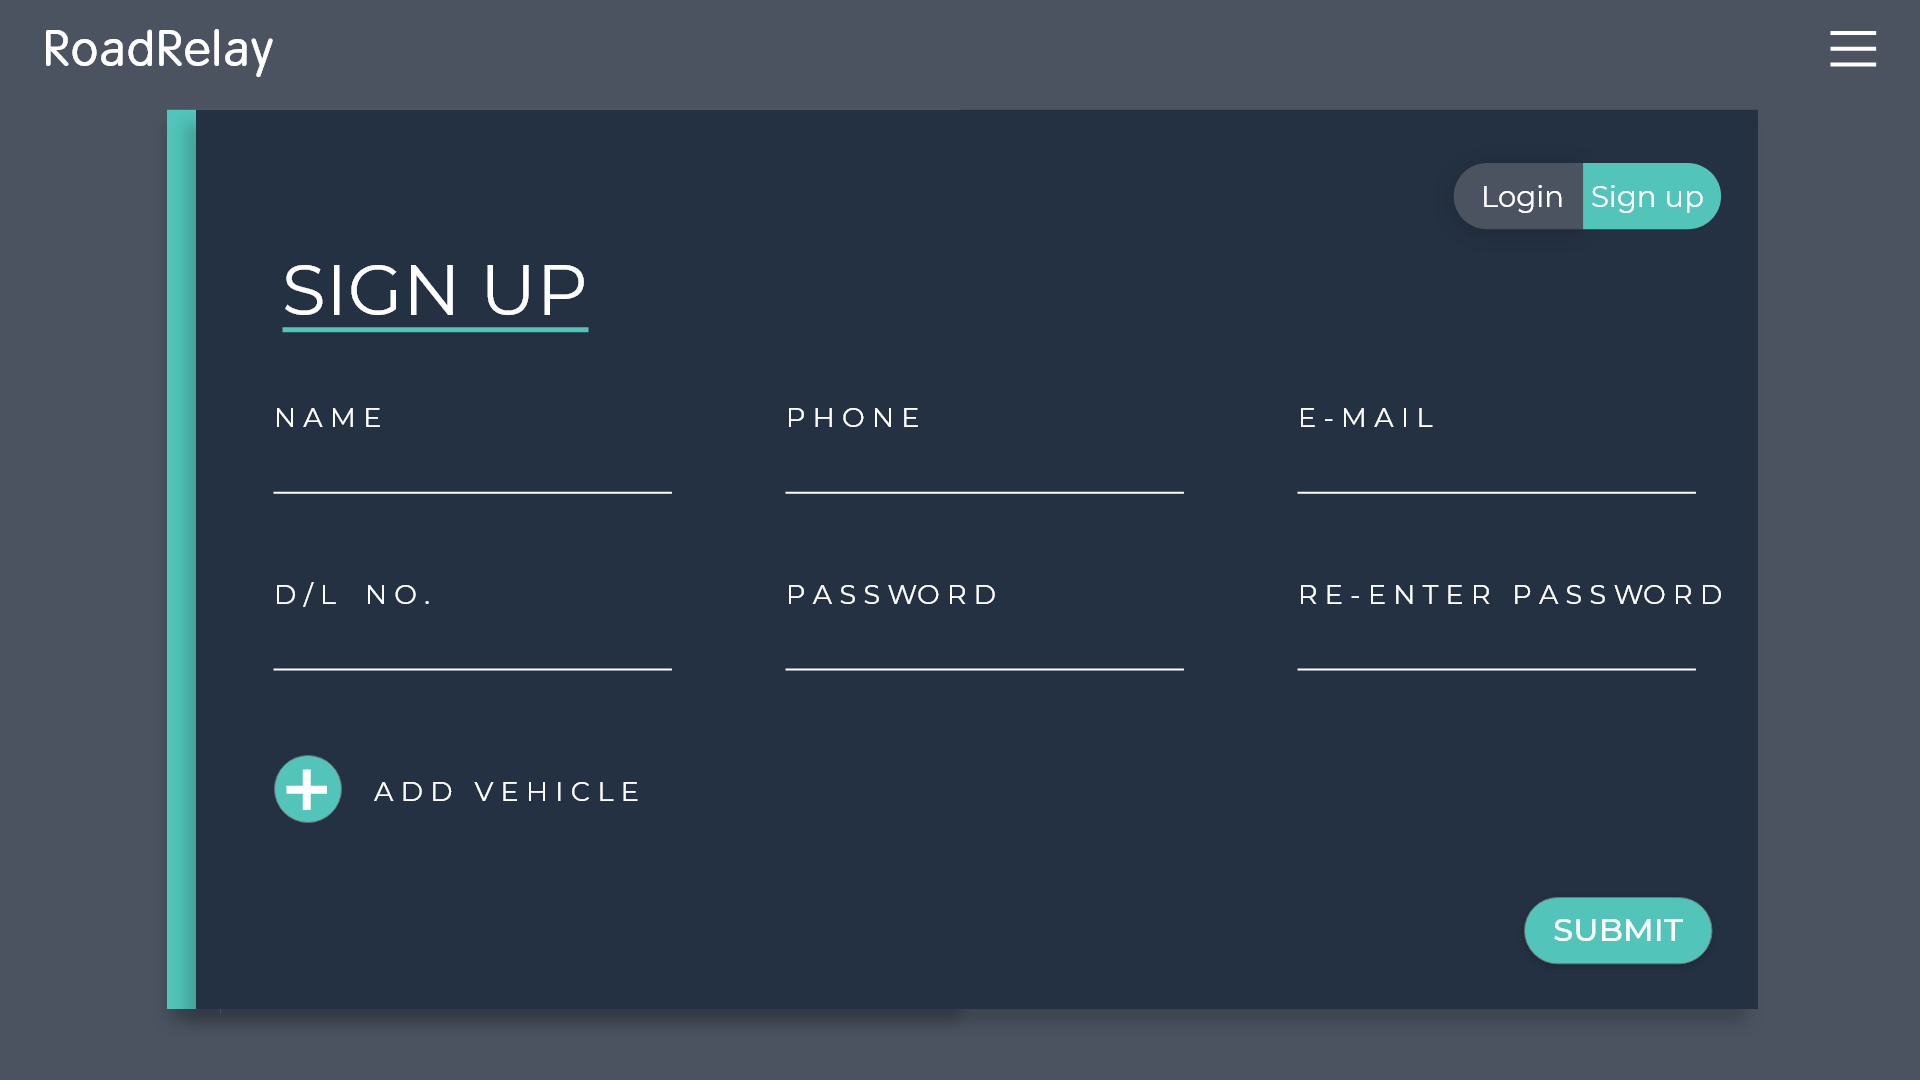 RoadRelay
Login Sign up
SIGN UP
NAME PHONE E-MAIL
D/L NO. PASSWORD RE-ENTER PASSWORD
ADD VEHICLE
SUBMIT